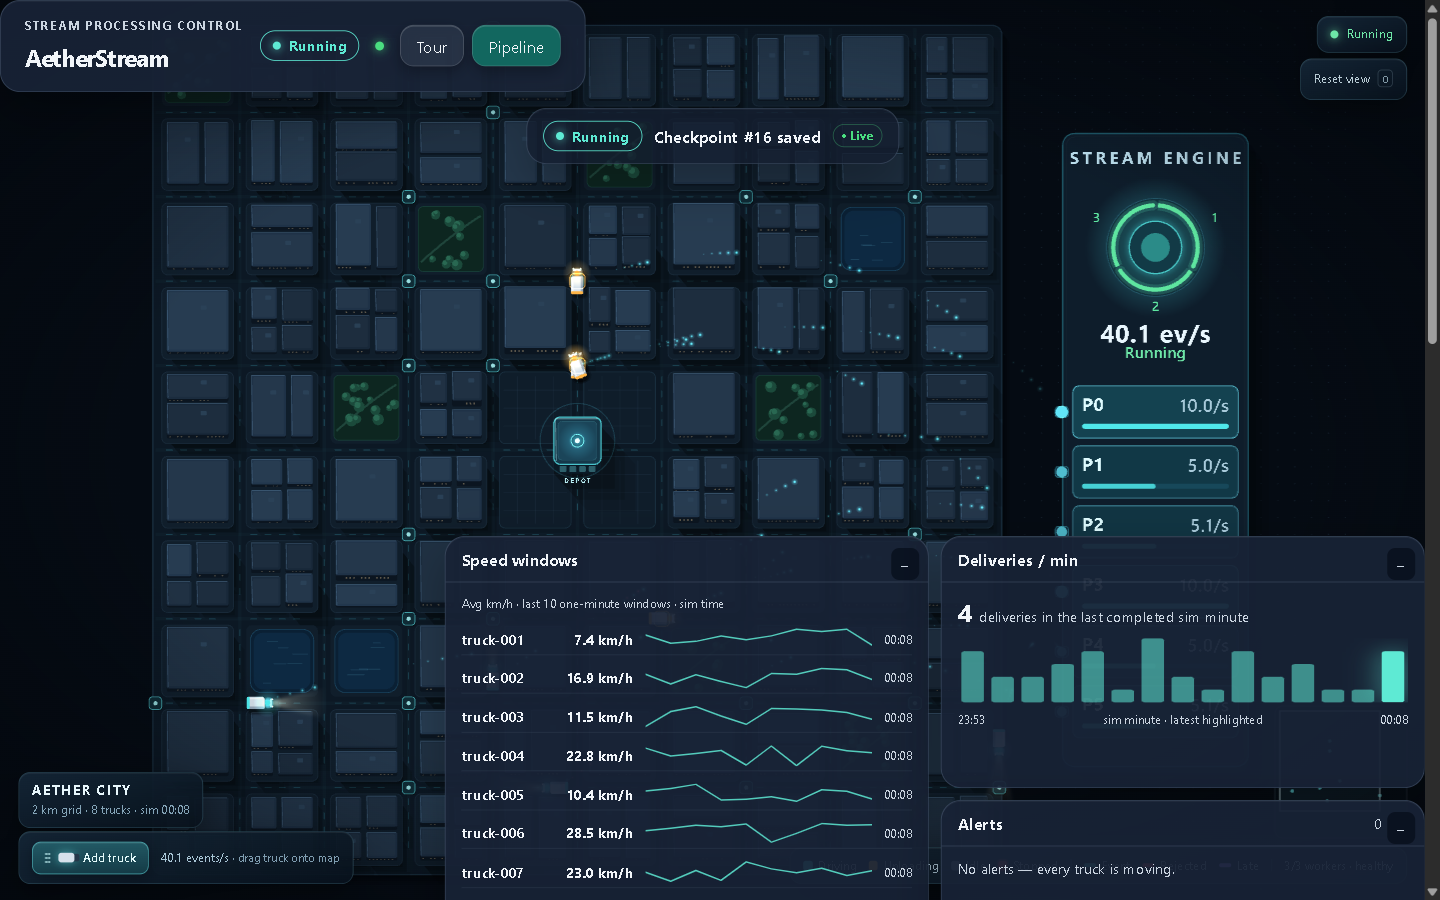 STREAM PROCESSING CONTROL
AetherStream
Running
Tour
Pipeline
Running
Reset view 0
Running
Checkpoint #16 saved
Live
STREAM ENGINE
3
1
2
40.1 ev/s
Running
P0 10.0/s
P1 5.0/s
P2 5.1/s
P3 10.0/s
P4 5.0/s
DEPOT
Speed windows
–
Avg km/h · last 10 one-minute windows · sim time
truck-001 7.4 km/h 00:08
truck-002 16.9 km/h 00:08
truck-003 11.5 km/h 00:08
truck-004 22.8 km/h 00:08
truck-005 10.4 km/h 00:08
truck-006 28.5 km/h 00:08
truck-007 23.0 km/h 00:08
Deliveries / min
–
4 deliveries in the last completed sim minute
23:53 sim minute · latest highlighted 00:08
Alerts 0 –
No alerts — every truck is moving.
AETHER CITY
2 km grid · 8 trucks · sim 00:08
Add truck
40.1 events/s · drag truck onto map